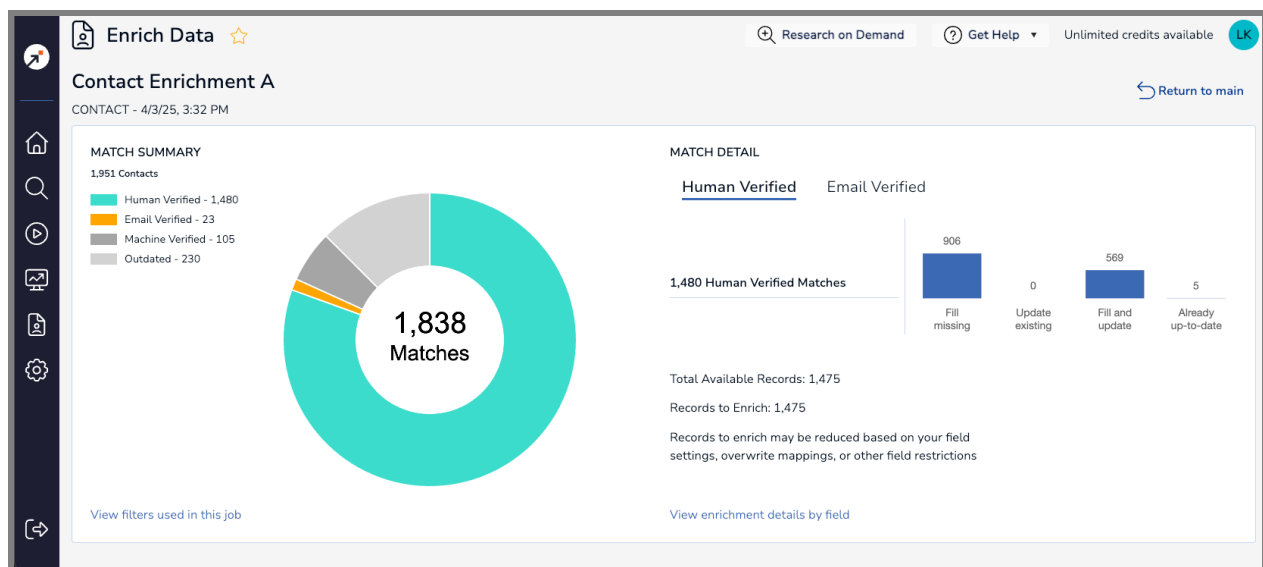 Enrich Data
Research on Demand
Get Help
Unlimited credits available
LK
Contact Enrichment A
Return to main
CONTACT - 4/3/25, 3:32 PM
MATCH SUMMARY
1,951 Contacts
Human Verified - 1,480
Email Verified - 23
Machine Verified - 105
Outdated - 230
1,838
Matches
View filters used in this job
MATCH DETAIL
Human Verified
Email Verified
1,480 Human Verified Matches
906
0
569
5
Fill
missing
Update
existing
Fill and
update
Already
up-to-date
Total Available Records: 1,475
Records to Enrich: 1,475
Records to enrich may be reduced based on your field
settings, overwrite mappings, or other field restrictions
View enrichment details by field